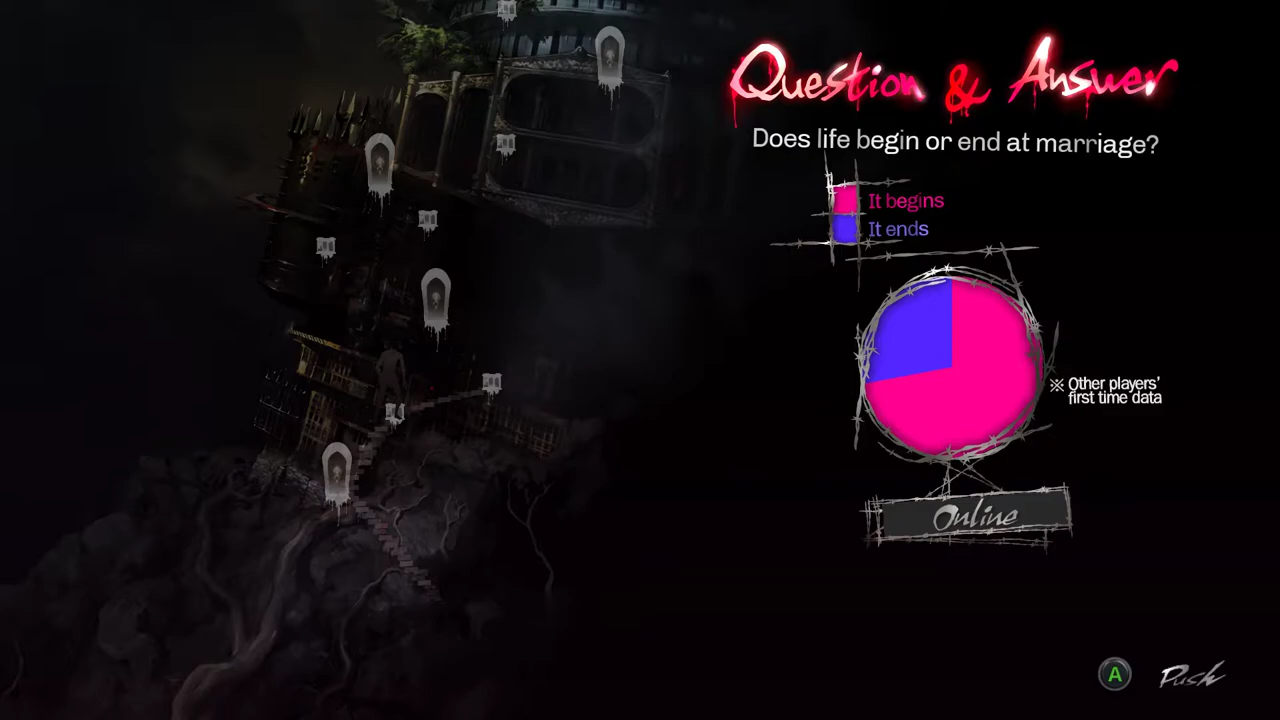 Question & Answer
Does life begin or end at marriage?
It begins
It ends
※ Other players'
first time data
Online
A Push